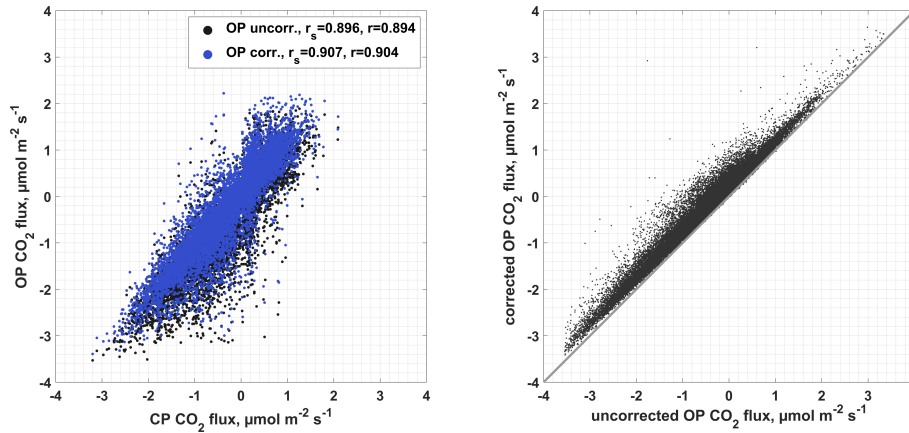 OP uncorr., r_s=0.896, r=0.894
OP corr., r_s=0.907, r=0.904
4
3
2
1
0
-1
-2
-3
-4
OP CO₂ flux, µmol m⁻² s⁻¹
-4 -3 -2 -1 0 1 2 3 4
CP CO₂ flux, µmol m⁻² s⁻¹
4
3
2
1
0
-1
-2
-3
-4
corrected OP CO₂ flux, µmol m⁻² s⁻¹
-4 -3 -2 -1 0 1 2 3
uncorrected OP CO₂ flux, µmol m⁻² s⁻¹